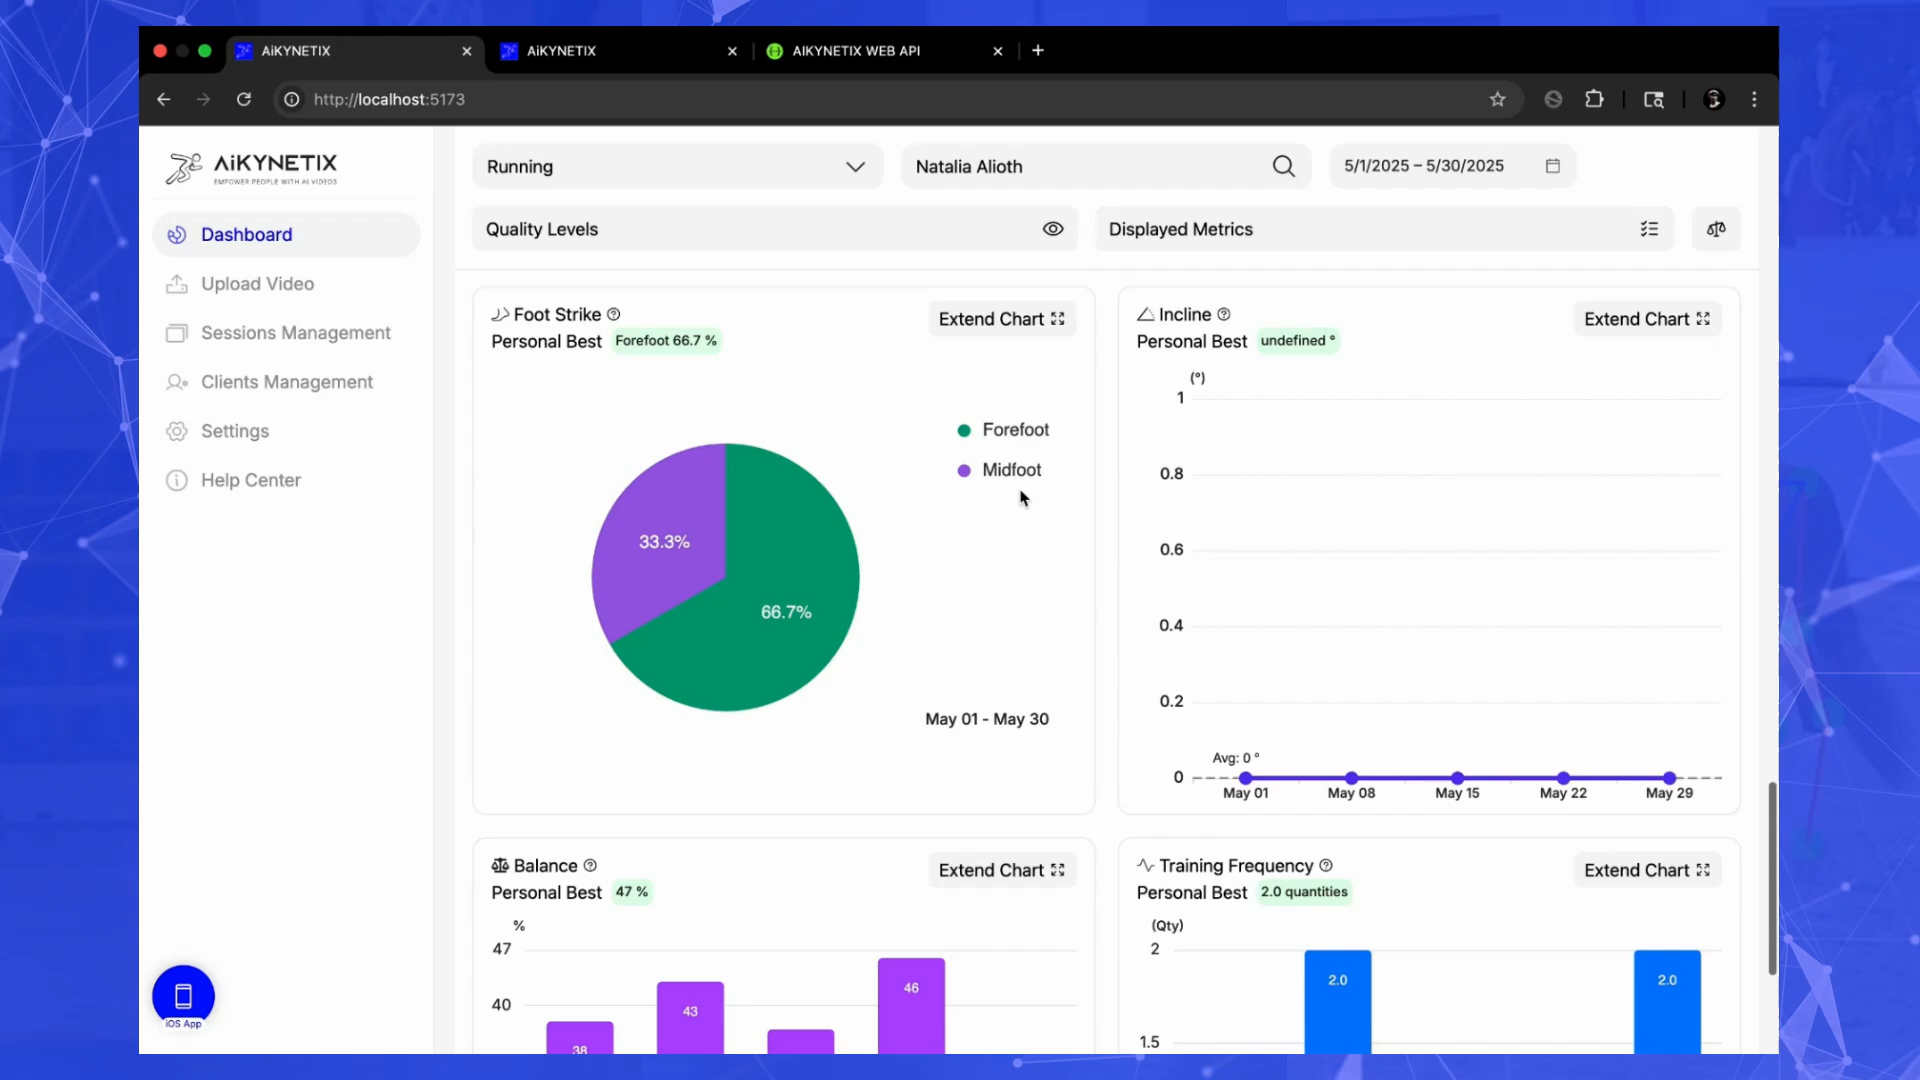 AiKYNETIX
AiKYNETIX
AIKYNETIX WEB API
http://localhost:5173
AiKYNETIX
EMPOWER PEOPLE WITH AI VIDEOS
Dashboard
Upload Video
Sessions Management
Clients Management
Settings
Help Center
iOS App
Running
Natalia Alioth
5/1/2025 – 5/30/2025
Quality Levels
Displayed Metrics
Foot Strike
Extend Chart
Personal Best Forefoot 66.7 %
Forefoot
Midfoot
33.3%
66.7%
May 01 - May 30
Incline
Extend Chart
Personal Best undefined °
(°)
1
0.8
0.6
0.4
0.2
Avg: 0 °
0
May 01 May 08 May 15 May 22 May 29
Balance
Extend Chart
Personal Best 47 %
%
47
46
43
40
38
Training Frequency
Extend Chart
Personal Best 2.0 quantities
(Qty)
2
2.0 2.0
1.5